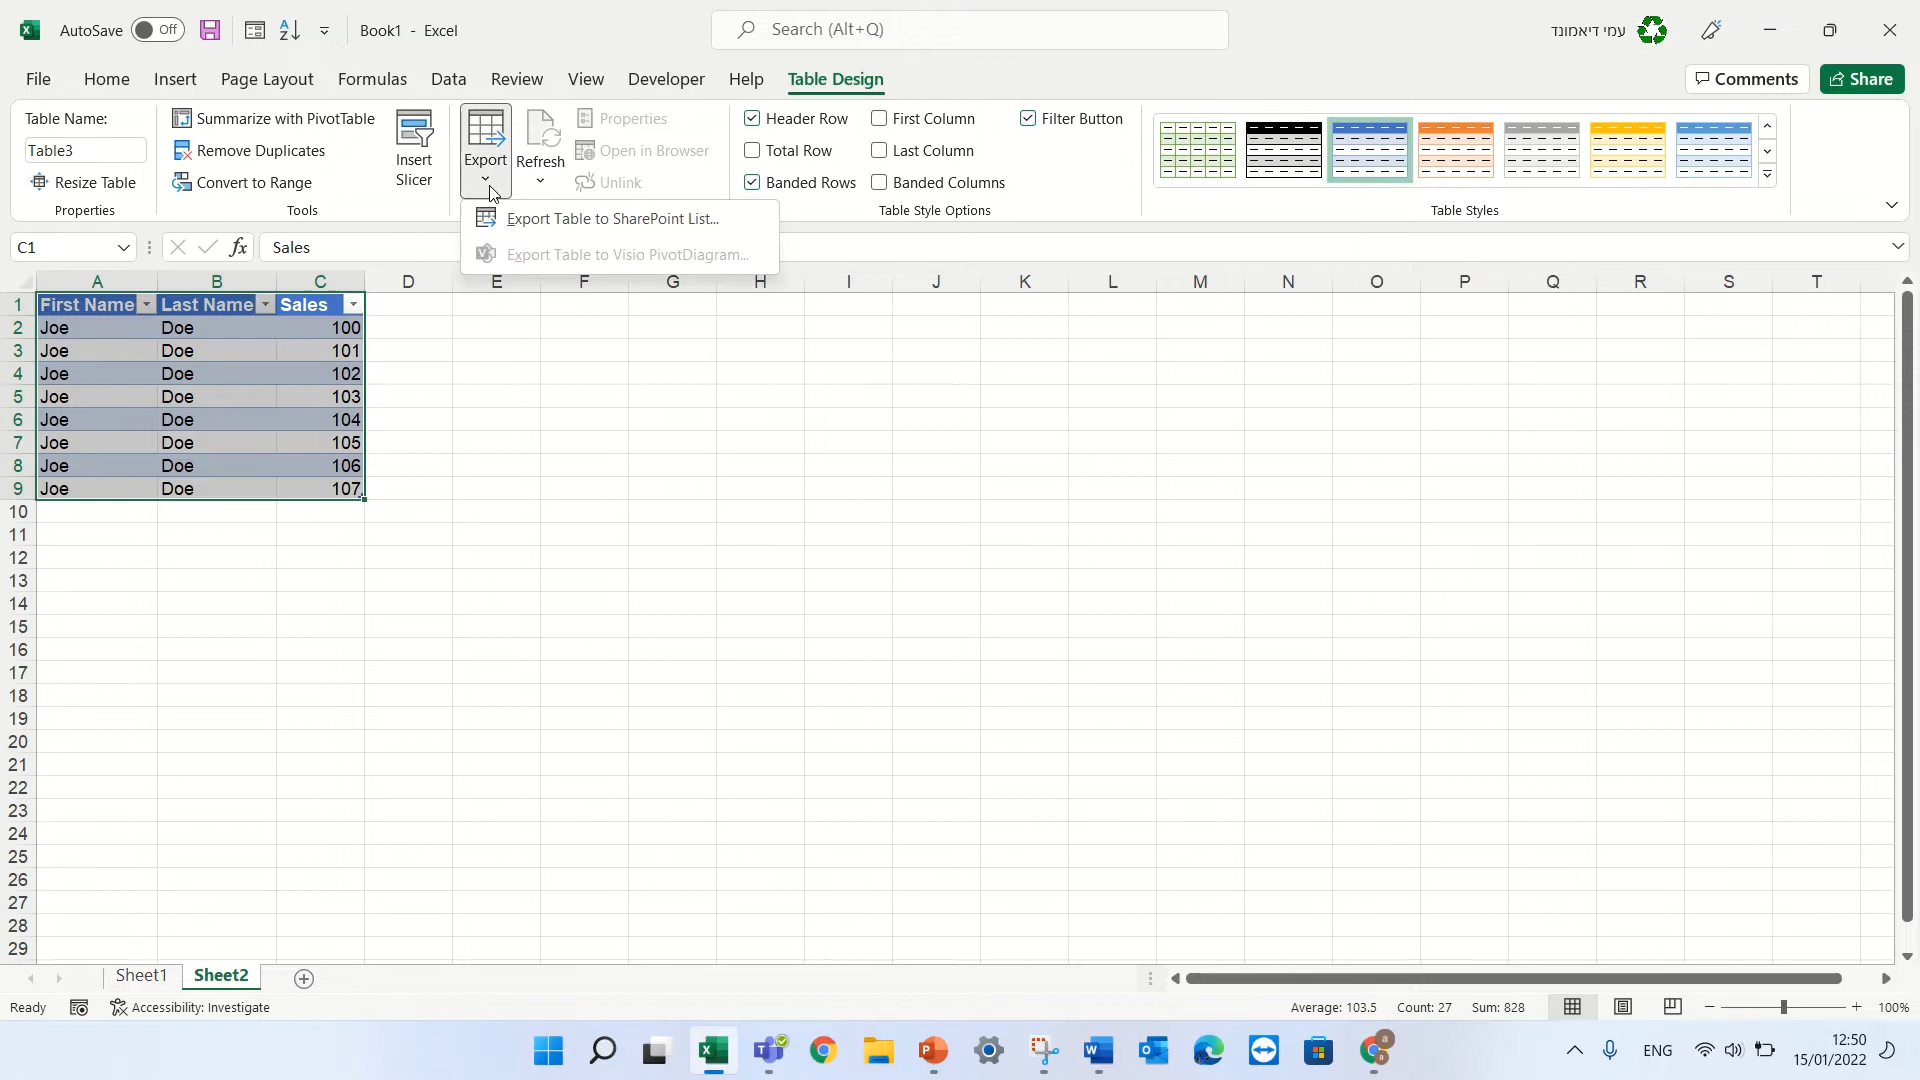 AutoSave Off Book1 - Excel Search (Alt+Q) עמי דיאמונד
File Home Insert Page Layout Formulas Data Review View Developer Help Table Design Comments Share
Table Name:
Table3
Resize Table
Properties
Summarize with PivotTable
Remove Duplicates
Convert to Range
Tools
Insert
Slicer
Export
Refresh
Properties
Open in Browser
Unlink
Export Table to SharePoint List...
Export Table to Visio PivotDiagram...
Header Row First Column Filter Button
Total Row Last Column
Banded Rows Banded Columns
Table Style Options
Table Styles
C1 fx Sales
A B C D E F G H I J K L M N O P Q R S T
1 First Name Last Name Sales
2 Joe Doe 100
3 Joe Doe 101
4 Joe Doe 102
5 Joe Doe 103
6 Joe Doe 104
7 Joe Doe 105
8 Joe Doe 106
9 Joe Doe 107
10
11
12
13
14
15
16
17
18
19
20
21
22
23
24
25
26
27
28
29
Sheet1 Sheet2
Ready Accessibility: Investigate Average: 103.5 Count: 27 Sum: 828 100%
ENG 12:50
15/01/2022